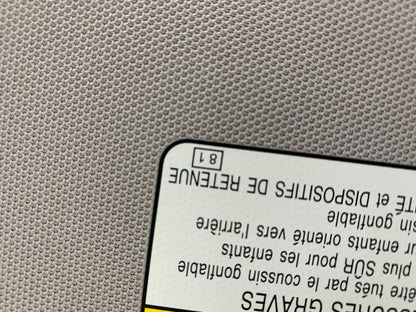 GRAVES
être tués par le coussin gonflable
plus SÛR pour les enfants
enfants orienté vers l'arrière
gonflable
et DISPOSITIFS DE RETENUE
81